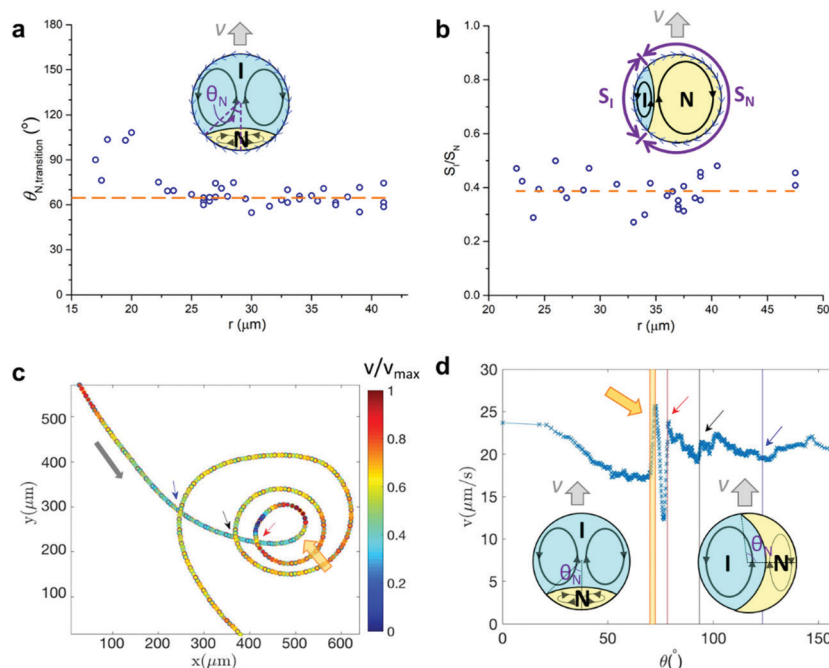 a
v
180
150
120
90
60
30
0
θN,transition (°)
I
θN
N
15 20 25 30 35 40
r (μm)
b
v
1.0
0.8
0.6
0.4
0.2
0.0
SI/SN
SI
I
N
SN
20 25 30 35 40 45 50
r (μm)
c
v/vmax
500
400
300
200
100
y(μm)
100 200 300 400 500 600
x(μm)
1
0.8
0.6
0.4
0.2
0
d
30
25
20
15
10
5
0
v(μm/s)
v
I
θN
N
v
θN
I
N
0 50 100 150
θ(°)